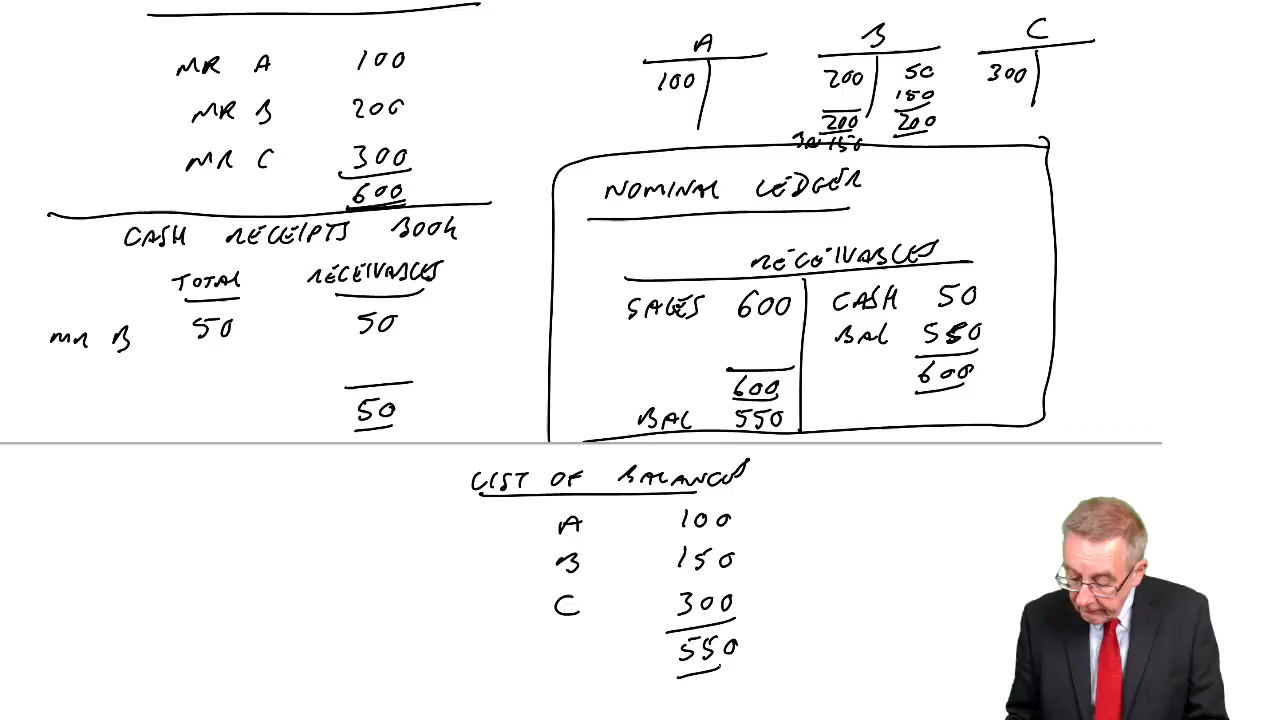 MR A 100
MR B 200
MR C 300
600
CASH RECEIPTS BOOK
TOTAL RECEIVABLES
MR B 50 50
50
A B C
100 200 50 300
150
200 200
BAL 150
NOMINAL LEDGER
RECEIVABLES
SALES 600 CASH 50
BAL 550
600 600
BAL 550
LIST OF BALANCES
A 100
B 150
C 300
550